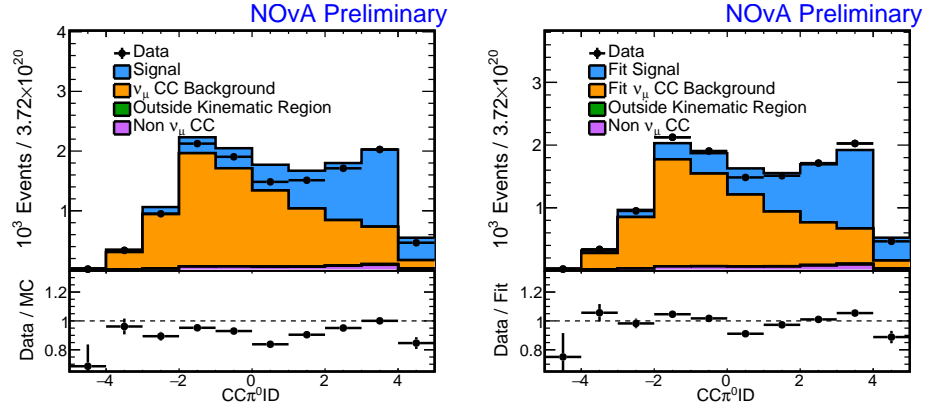 NOvA Preliminary
10³ Events / 3.72×10²⁰
4
3
2
1
Data
Signal
νμ CC Background
Outside Kinematic Region
Non νμ CC
Data / MC
1.2
1
0.8
−4 −2 0 2 4
CCπ⁰ID
NOvA Preliminary
10³ Events / 3.72×10²⁰
3
2
1
Data
Fit Signal
Fit νμ CC Background
Outside Kinematic Region
Non νμ CC
Data / Fit
1.2
1
0.8
−4 −2 0 2 4
CCπ⁰ID